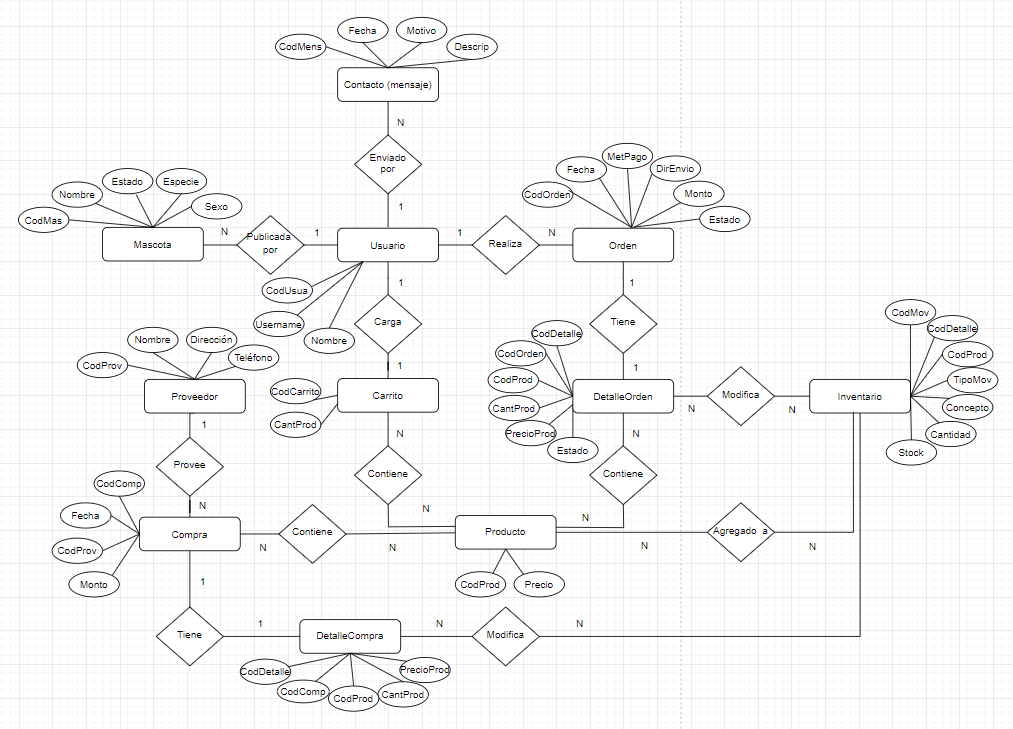 Fecha
Motivo
CodMens
Descrip
Contacto (mensaje)
N
Enviado
por
MetPago
Fecha
DirEnvio
Estado
Especie
Nombre
CodOrden
Monto
Sexo
1
CodMas
Estado
N
1
1
N
Mascota
Publicada
por
Usuario
Realiza
Orden
1
1
CodUsua
Username
Nombre
Carga
Tiene
CodMov
CodDetalle
CodDetalle
Nombre
Dirección
Teléfono
CodOrden
CodProd
CodProv
1
1
CodProd
TipoMov
Proveedor
CodCarrito
Carrito
DetalleOrden
Modifica
Inventario
CantProd
N
N
Concepto
CantProd
PrecioProd
Cantidad
1
N
N
Estado
Stock
Provee
Contiene
Contiene
CodComp
N
N
N
Fecha
Compra
Contiene
Producto
Agregado a
CodProv
N
N
N
N
Monto
1
CodProd
Precio
1
N
N
Tiene
DetalleCompra
Modifica
CodDetalle
PrecioProd
CodComp
CodProd
CantProd